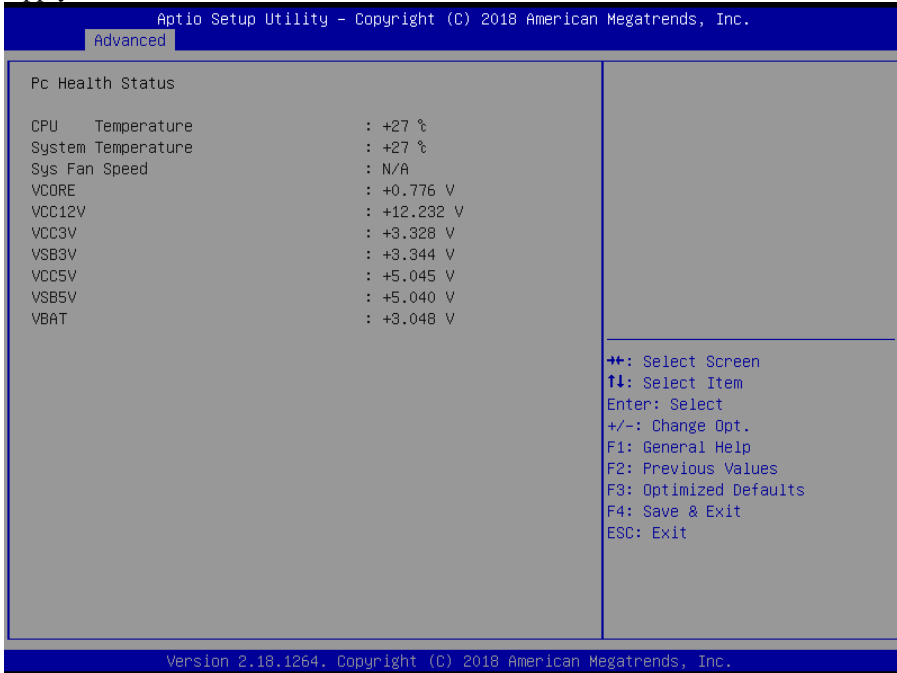 Aptio Setup Utility – Copyright (C) 2018 American Megatrends, Inc.
Advanced
Pc Health Status
CPU Temperature : +27 ℃
System Temperature : +27 ℃
Sys Fan Speed : N/A
VCORE : +0.776 V
VCC12V : +12.232 V
VCC3V : +3.328 V
VSB3V : +3.344 V
VCC5V : +5.045 V
VSB5V : +5.040 V
VBAT : +3.048 V
→←: Select Screen
↑↓: Select Item
Enter: Select
+/-: Change Opt.
F1: General Help
F2: Previous Values
F3: Optimized Defaults
F4: Save & Exit
ESC: Exit
Version 2.18.1264. Copyright (C) 2018 American Megatrends, Inc.